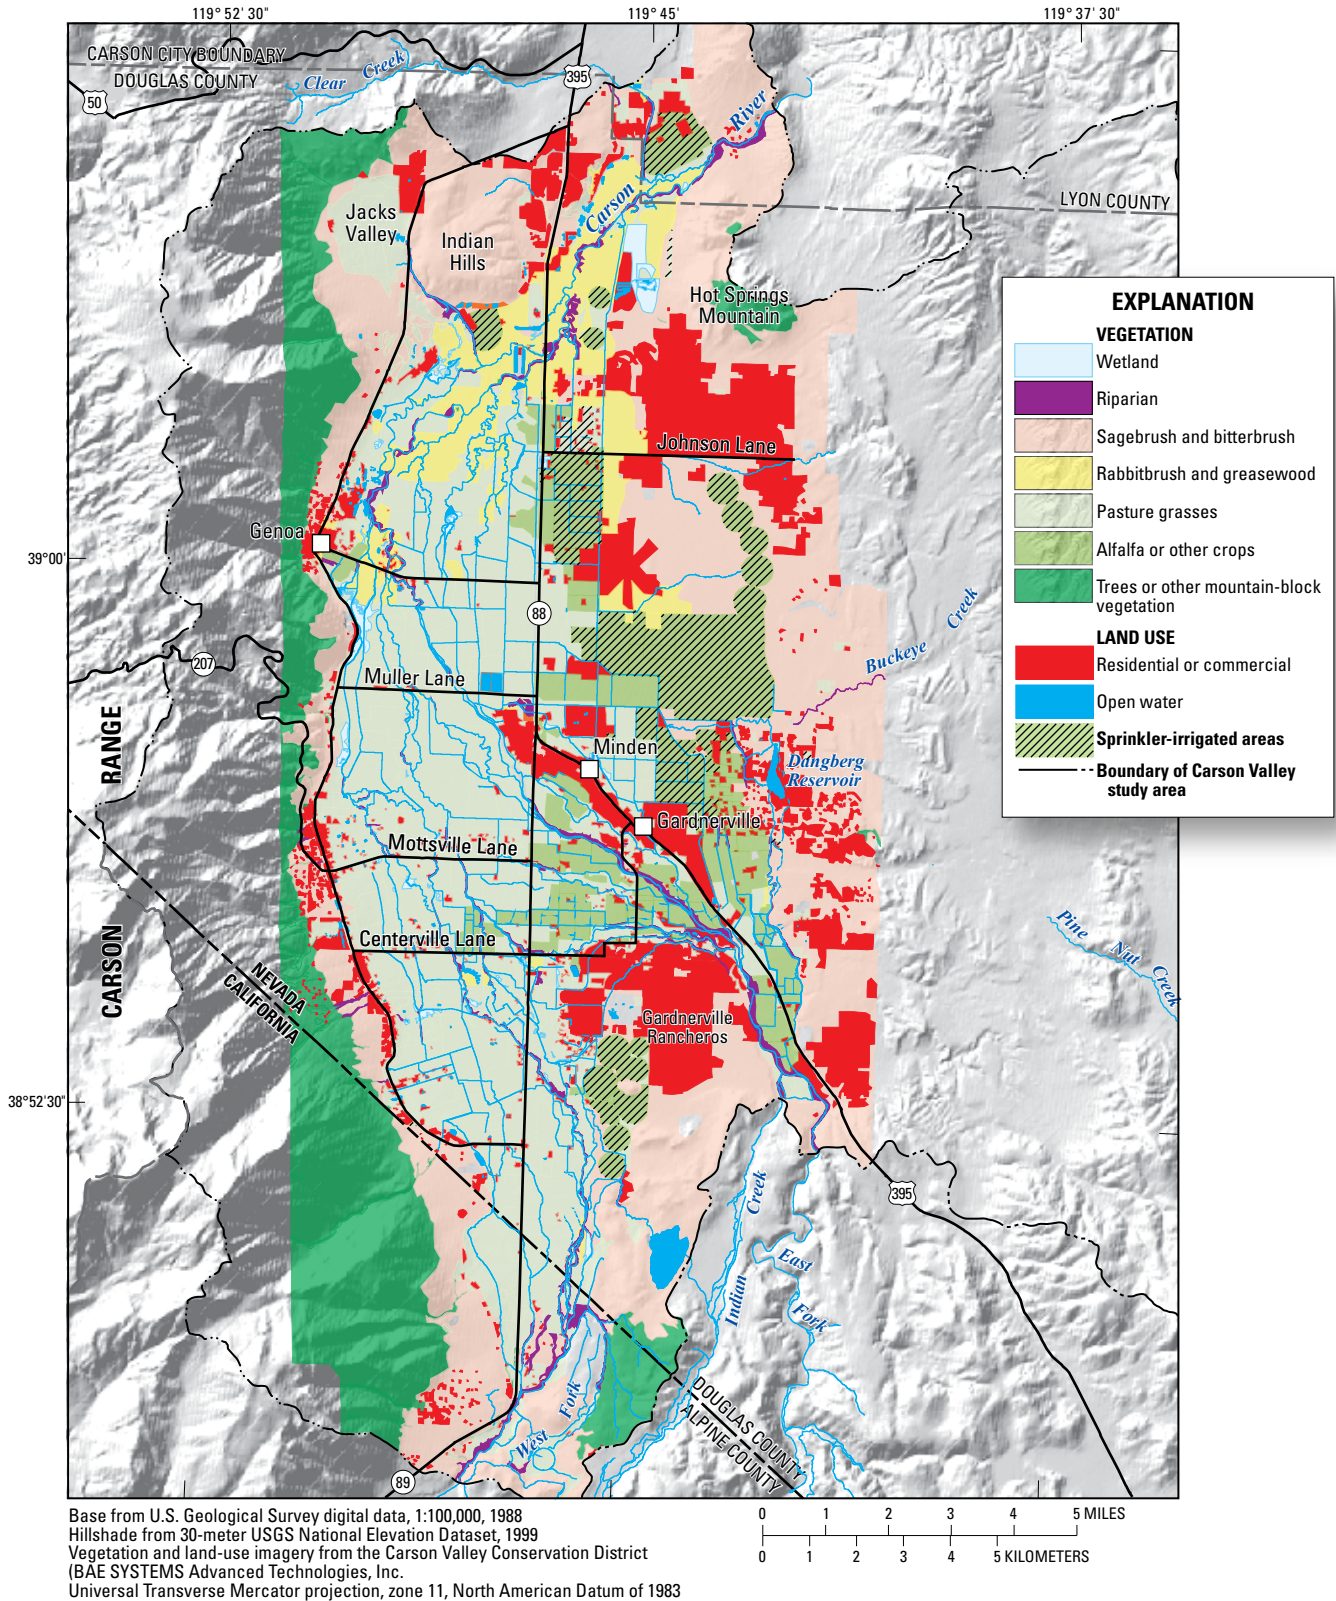 119° 52' 30"
119° 45'
119° 37' 30"
CARSON CITY BOUNDARY
DOUGLAS COUNTY
Clear Creek
50
395
Carson River
LYON COUNTY
Jacks
Valley
Indian
Hills
Hot Springs
Mountain
Johnson Lane
Genoa
39°00'
88
207
Buckeye Creek
Muller Lane
Minden
Dangberg
Reservoir
Gardnerville
Mottsville Lane
CARSON RANGE
Centerville Lane
NEVADA
CALIFORNIA
Gardnerville
Rancheros
Pine Nut Creek
38°52'30"
395
Indian Creek
East Fork
West Fork
DOUGLAS COUNTY
ALPINE COUNTY
89
EXPLANATION
VEGETATION
Wetland
Riparian
Sagebrush and bitterbrush
Rabbitbrush and greasewood
Pasture grasses
Alfalfa or other crops
Trees or other mountain-block
vegetation
LAND USE
Residential or commercial
Open water
Sprinkler-irrigated areas
Boundary of Carson Valley
study area
Base from U.S. Geological Survey digital data, 1:100,000, 1988
Hillshade from 30-meter USGS National Elevation Dataset, 1999
Vegetation and land-use imagery from the Carson Valley Conservation District
(BAE SYSTEMS Advanced Technologies, Inc.
Universal Transverse Mercator projection, zone 11, North American Datum of 1983
0 1 2 3 4 5 MILES
0 1 2 3 4 5 KILOMETERS